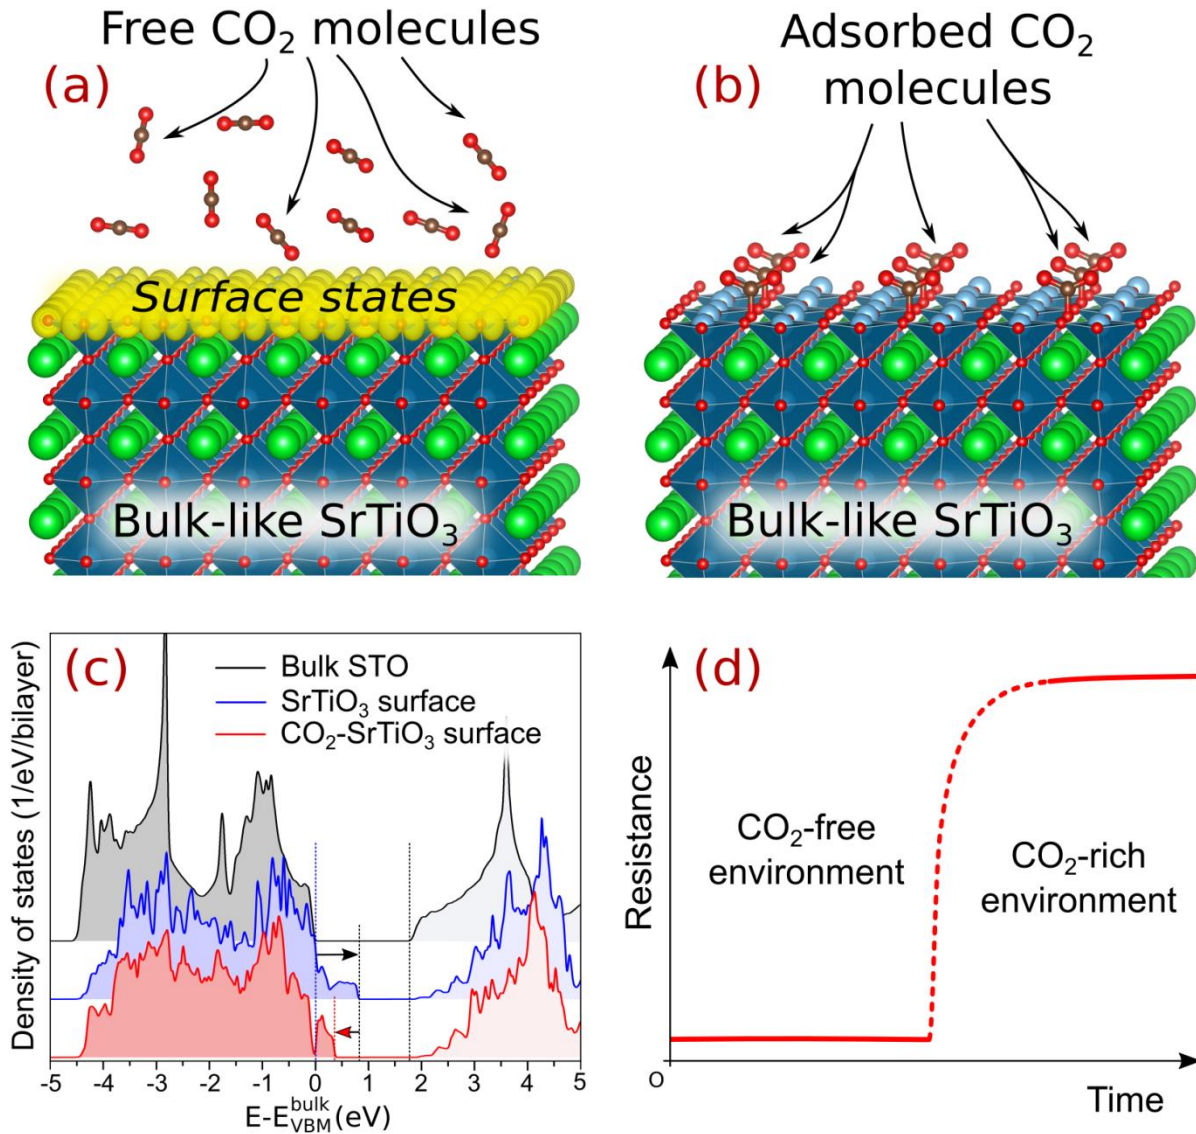 Free CO₂ molecules
(a)
Surface states
Bulk-like SrTiO₃
Adsorbed CO₂
molecules
(b)
Bulk-like SrTiO₃
(c)
Density of states (1/eV/bilayer)
Bulk STO
SrTiO₃ surface
CO₂-SrTiO₃ surface
-5 -4 -3 -2 -1 0 1 2 3 4 5
E-E_VBM^bulk (eV)
(d)
Resistance
CO₂-free
environment
CO₂-rich
environment
O
Time